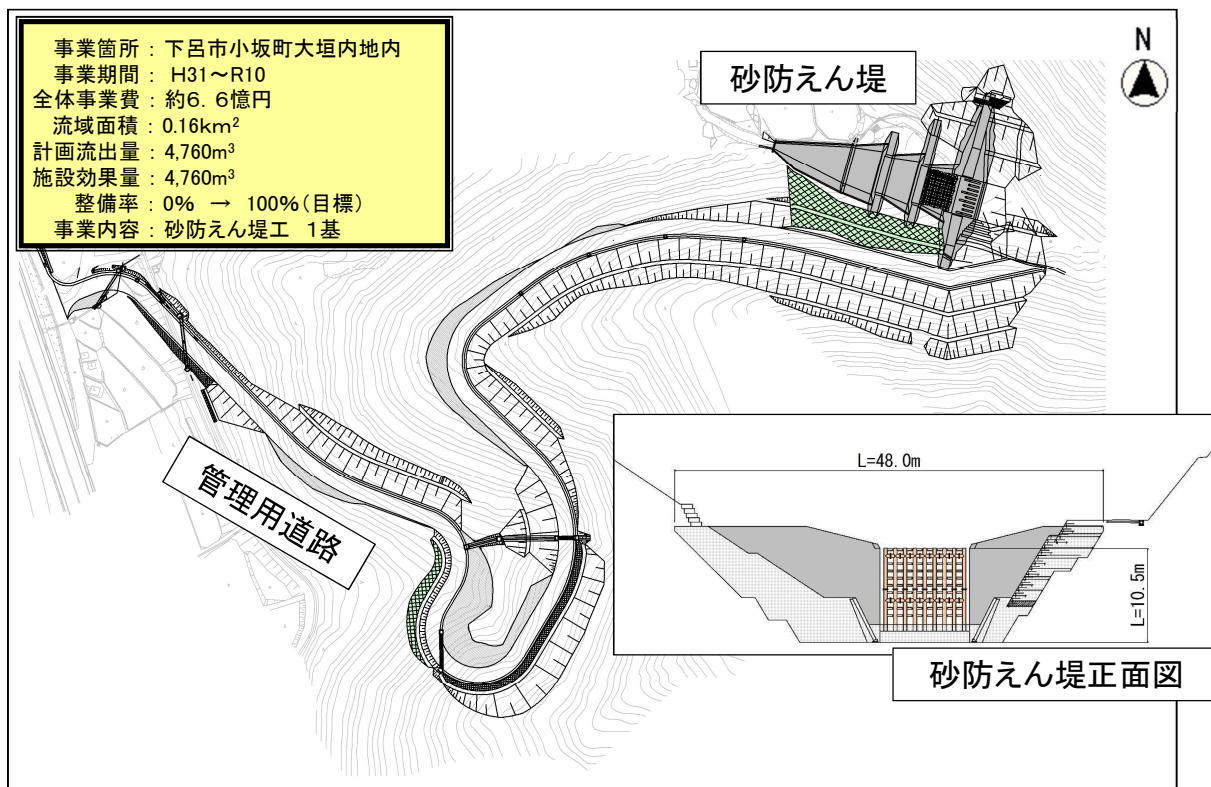 事業箇所 : 下呂市小坂町大垣内地内
事業期間 : H31～R10
全体事業費 : 約6.6憶円
流域面積 : 0.16km²
計画流出量 : 4,760m³
施設効果量 : 4,760m³
整備率 : 0% → 100%(目標)
事業内容 : 砂防えん堤工 1基
砂防えん堤
N
管理用道路
L=48.0m
L=10.5m
砂防えん堤正面図